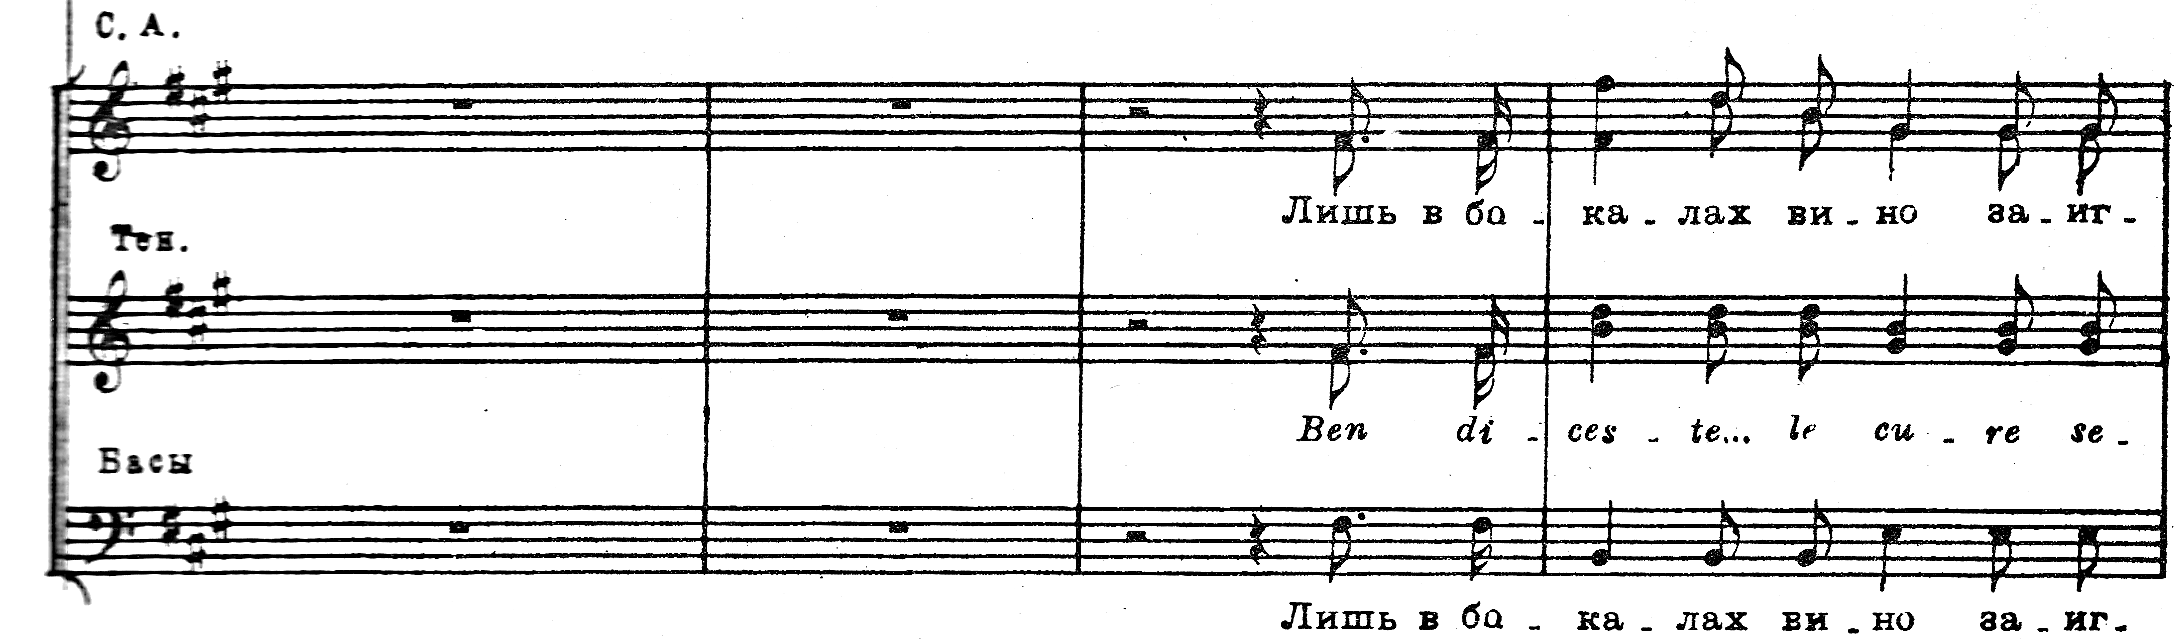 С. А.
Лишь в бо - ка - лах ви - но за - иг -
Тен.
Ben di - ces - te... le cu - re se -
Басы
Лишь в бо - ка - лах ви - но за - иг -